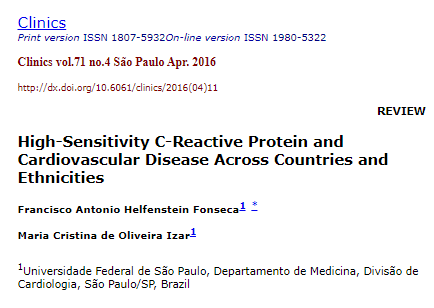 Clinics
Print version ISSN 1807-5932On-line version ISSN 1980-5322
Clinics vol.71 no.4 São Paulo Apr. 2016
http://dx.doi.org/10.6061/clinics/2016(04)11
REVIEW
High-Sensitivity C-Reactive Protein and
Cardiovascular Disease Across Countries and
Ethnicities
Francisco Antonio Helfenstein Fonseca1 *
Maria Cristina de Oliveira Izar1
1Universidade Federal de São Paulo, Departamento de Medicina, Divisão de
Cardiologia, São Paulo/SP, Brazil